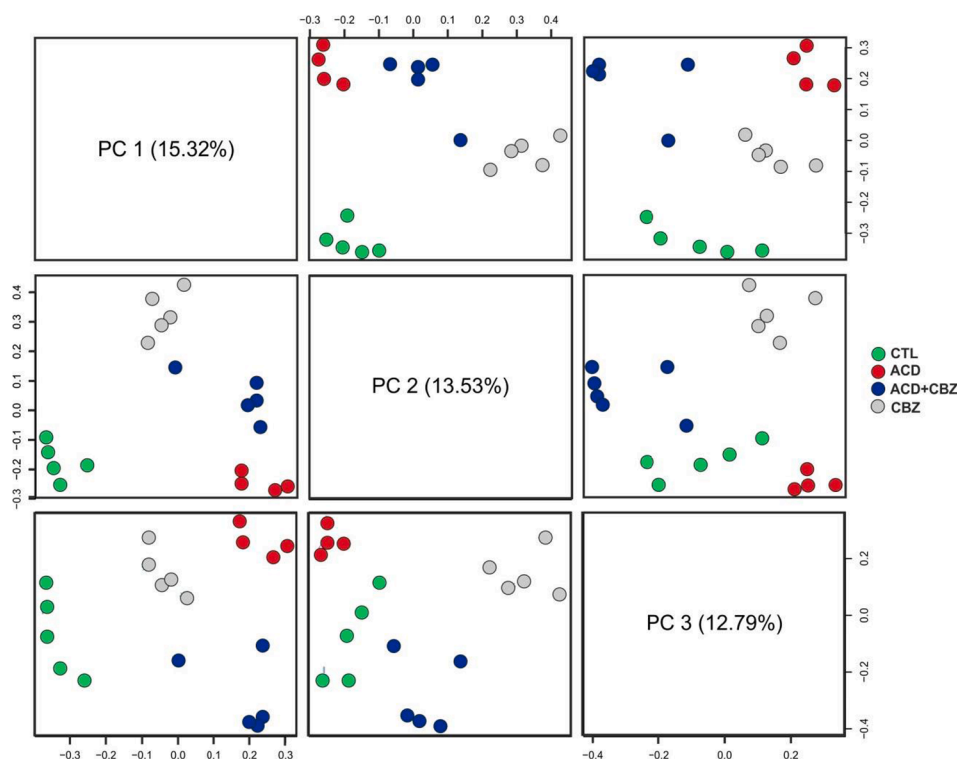 −0.3 −0.2 −0.1 0.0 0.1 0.2 0.3 0.4
PC 1 (15.32%)
0.3
0.2
0.1
0.0
−0.1
−0.2
−0.3
0.4
0.3
0.2
0.1
0.0
−0.1
−0.2
−0.3
PC 2 (13.53%)
CTL
ACD
ACD+CBZ
CBZ
PC 3 (12.79%)
0.2
0.0
−0.2
−0.4
−0.3 −0.2 −0.1 0.0 0.1 0.2 0.3
−0.4 −0.2 0.0 0.2